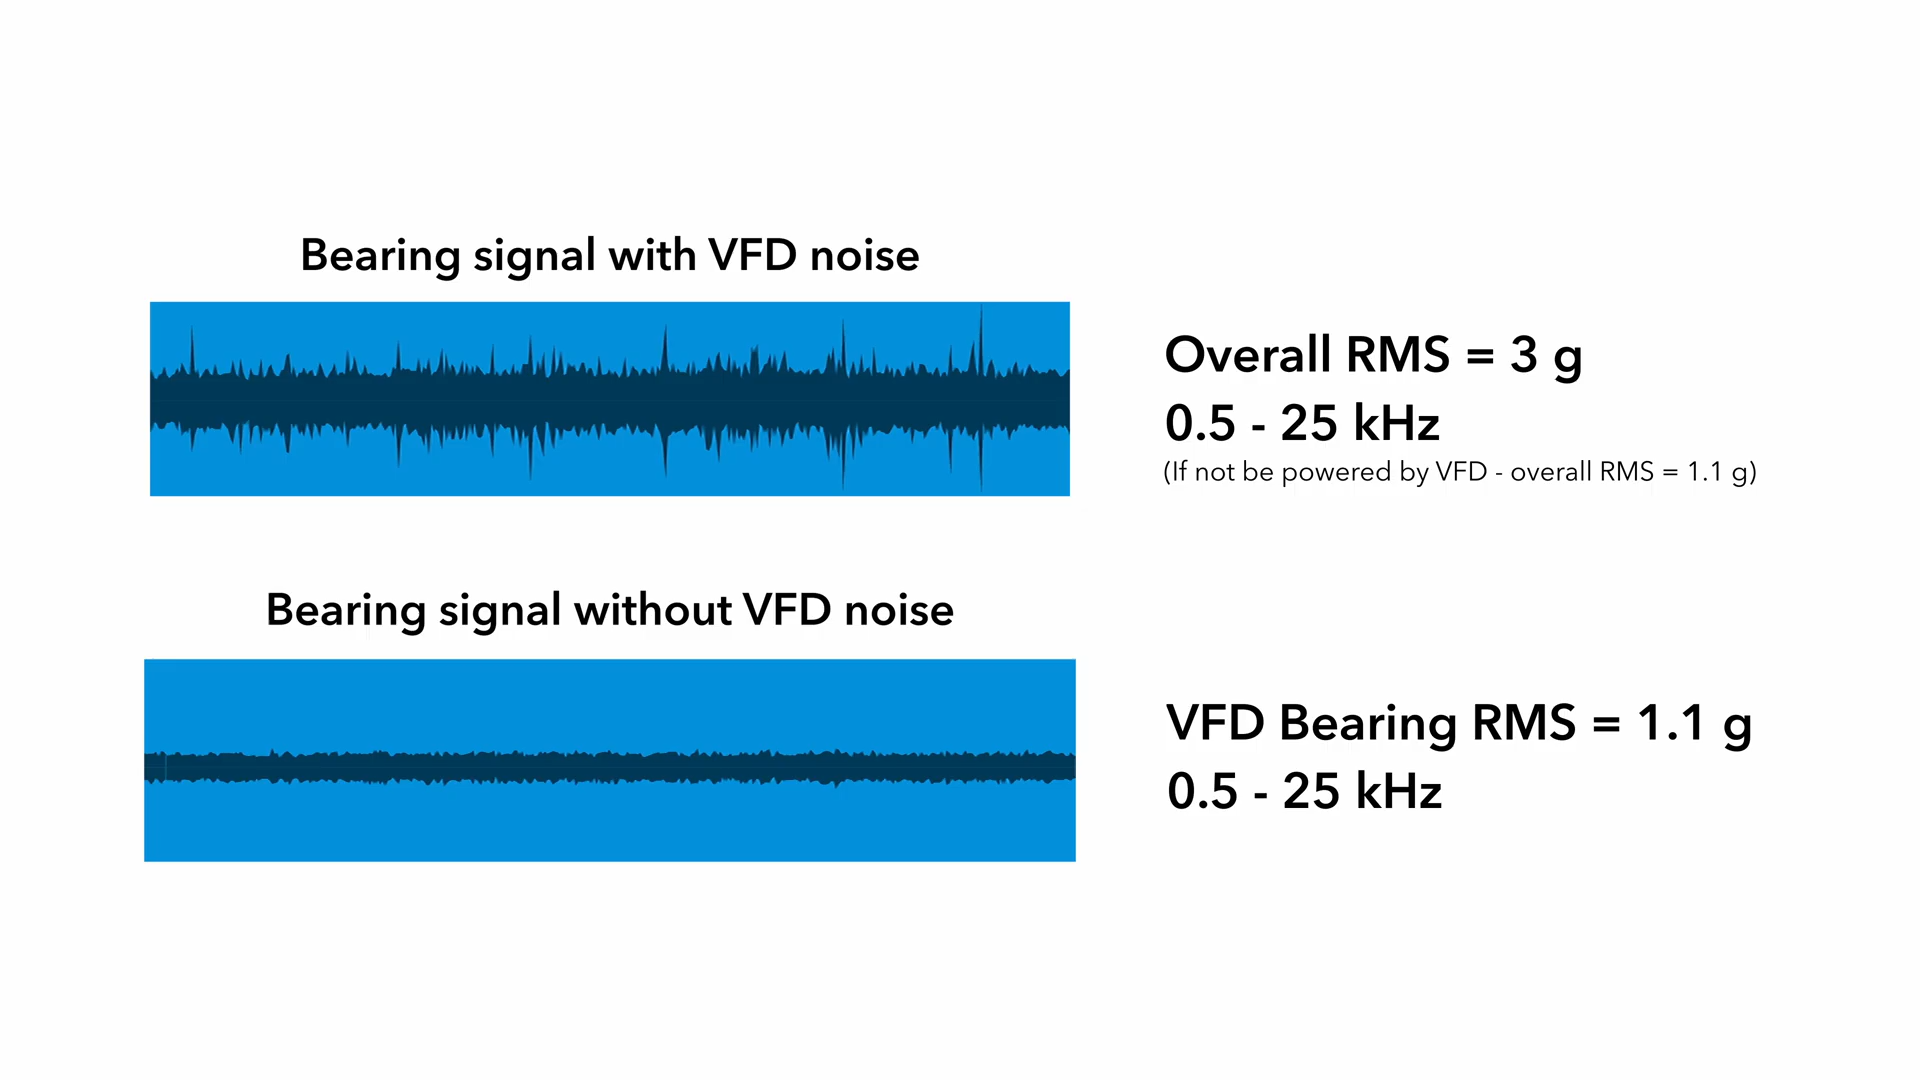 Bearing signal with VFD noise
Overall RMS = 3 g
0.5 - 25 kHz
(If not be powered by VFD - overall RMS = 1.1 g)
Bearing signal without VFD noise
VFD Bearing RMS = 1.1 g
0.5 - 25 kHz